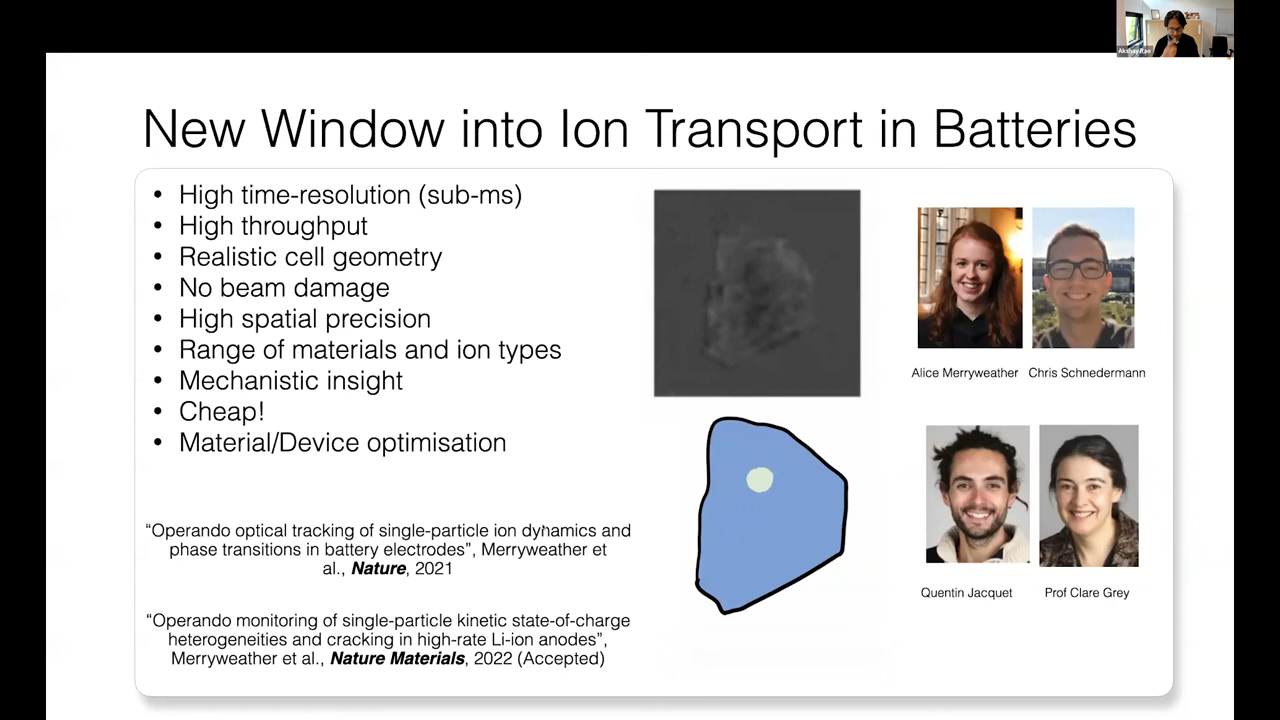 Akshay Rao
New Window into Ion Transport in Batteries
• High time-resolution (sub-ms)
• High throughput
• Realistic cell geometry
• No beam damage
• High spatial precision
• Range of materials and ion types
• Mechanistic insight
• Cheap!
• Material/Device optimisation
“Operando optical tracking of single-particle ion dynamics and
phase transitions in battery electrodes”, Merryweather et
al., Nature, 2021
“Operando monitoring of single-particle kinetic state-of-charge
heterogeneities and cracking in high-rate Li-ion anodes”,
Merryweather et al., Nature Materials, 2022 (Accepted)
Alice Merryweather Chris Schnedermann
Quentin Jacquet Prof Clare Grey